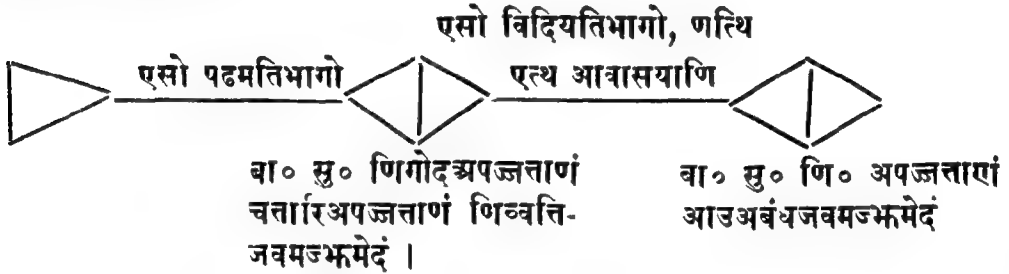 एसो पढमतिभागो
एसो विदियतिभागो, णत्थि
एत्थ आवासयाणि
बा० सु० णिगोदअपज्जत्ताणं
चत्तारिअपज्जत्ताणं णिव्वत्ति-
जवमज्झमेदं ।
बा० सु० णि० अपज्जत्ताणं
आउअबंधजवमज्झमेदं